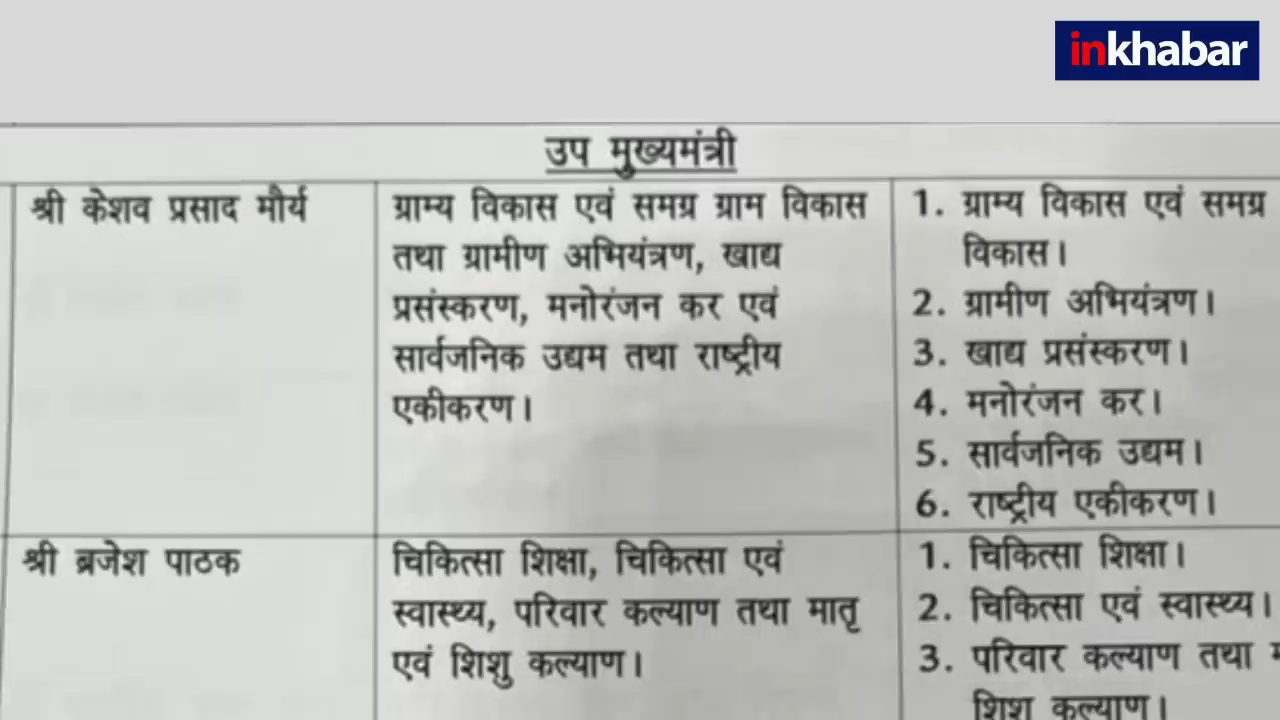 inkhabar
उप मुख्यमंत्री
श्री केशव प्रसाद मौर्य
ग्राम्य विकास एवं समग्र ग्राम विकास
तथा ग्रामीण अभियंत्रण, खाद्य
प्रसंस्करण, मनोरंजन कर एवं
सार्वजनिक उद्यम तथा राष्ट्रीय
एकीकरण।
1. ग्राम्य विकास एवं समग्र
विकास।
2. ग्रामीण अभियंत्रण।
3. खाद्य प्रसंस्करण।
4. मनोरंजन कर।
5. सार्वजनिक उद्यम।
6. राष्ट्रीय एकीकरण।
श्री ब्रजेश पाठक
चिकित्सा शिक्षा, चिकित्सा एवं
स्वास्थ्य, परिवार कल्याण तथा मातृ
एवं शिशु कल्याण।
1. चिकित्सा शिक्षा।
2. चिकित्सा एवं स्वास्थ्य।
3. परिवार कल्याण तथा
शिशु कल्याण।